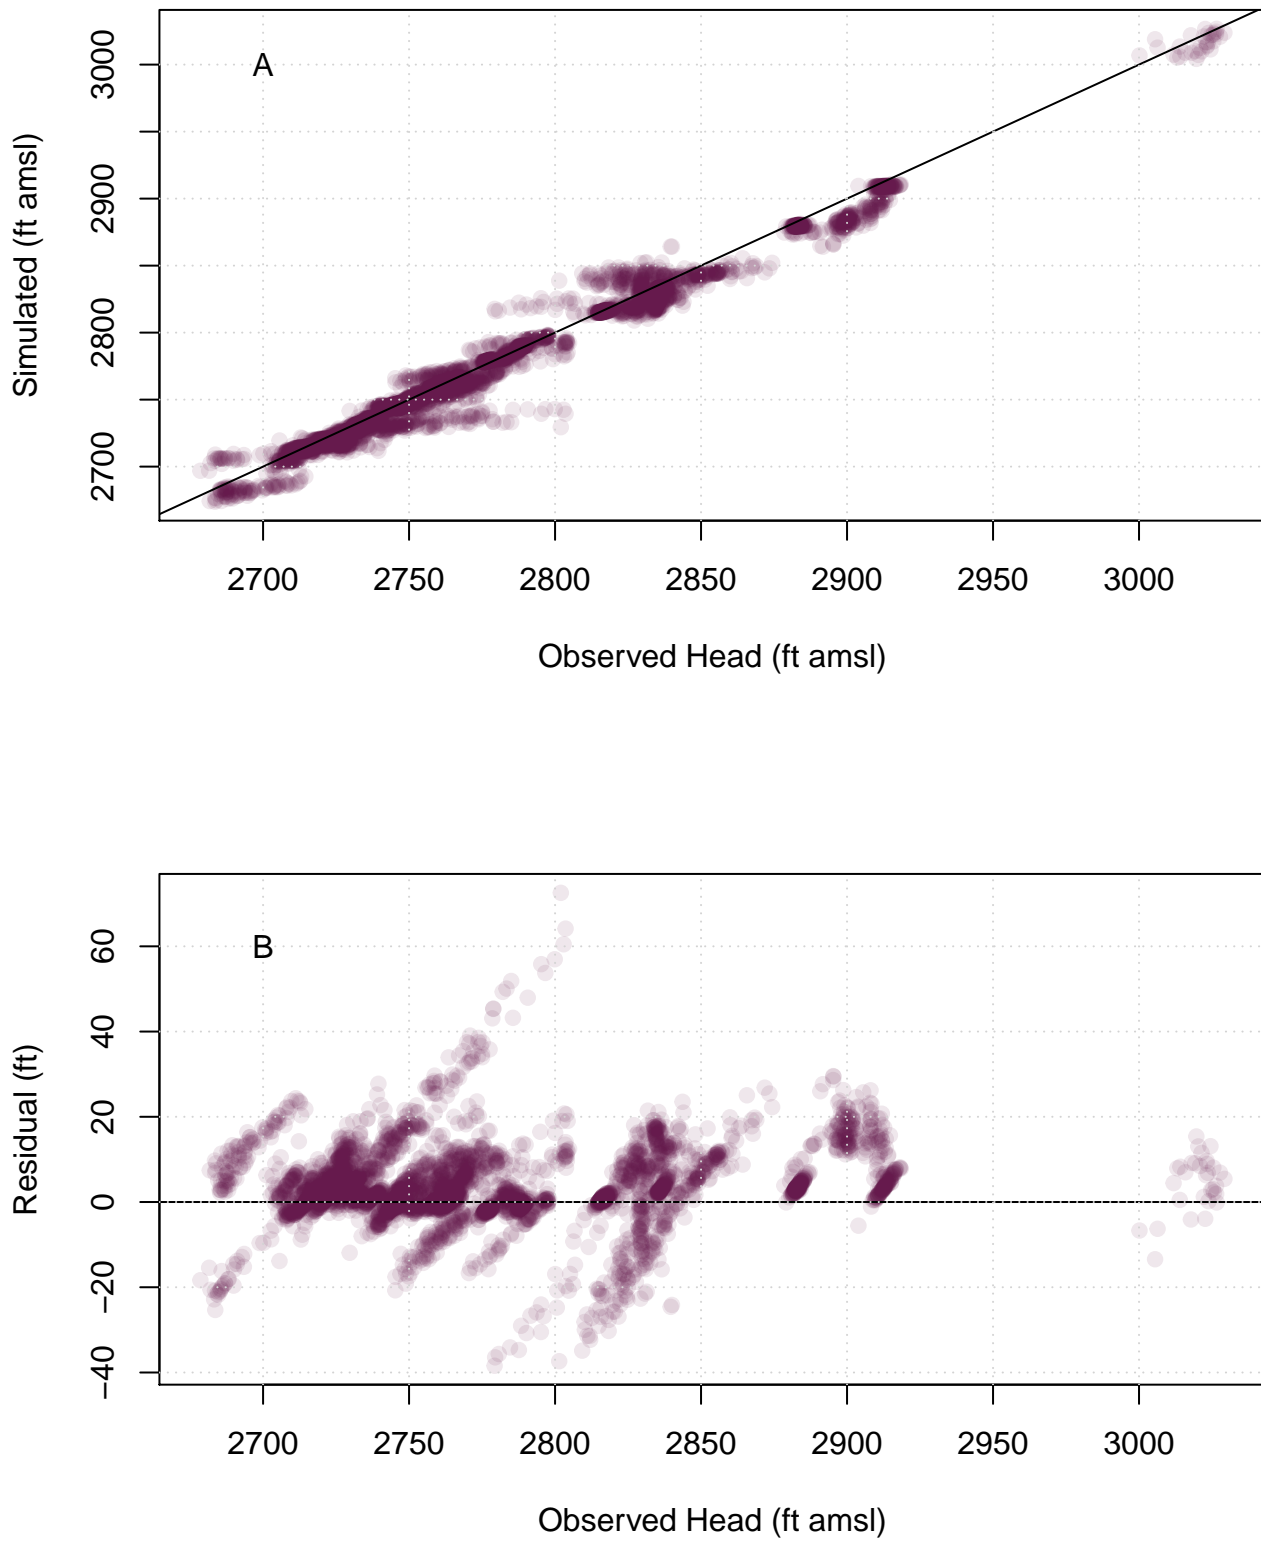 A
3000
2900
2800
2700
Simulated (ft amsl)
2700 2750 2800 2850 2900 2950 3000
Observed Head (ft amsl)
B
60
40
20
0
−20
−40
Residual (ft)
2700 2750 2800 2850 2900 2950 3000
Observed Head (ft amsl)